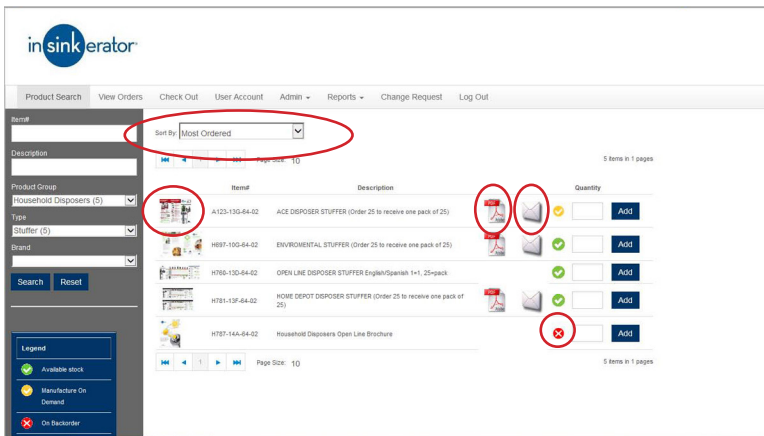 in sink erator
Product Search View Orders Check Out User Account Admin Reports Change Request Log Out
Item#
Sort By: Most Ordered
Description
Page Size: 10 5 items in 1 pages
Product Group
Household Disposers (5)
Item# Description Quantity
Type
Stuffer (5)
A123-13G-64-02 ACE DISPOSER STUFFER (Order 25 to receive one pack of 25) Add
Brand
H697-10G-64-02 ENVIROMENTAL STUFFER (Order 25 to receive one pack of 25) Add
Search Reset
H760-13D-64-02 OPEN LINE DISPOSER STUFFER English/Spanish 1=1, 25=pack Add
H781-13F-64-02 HOME DEPOT DISPOSER STUFFER (Order 25 to receive one pack of
25) Add
H787-14A-64-02 Household Disposers Open Line Brochure Add
1 Page Size: 10 5 items in 1 pages
Legend
Available stock
Manufacture On
Demand
On Backorder